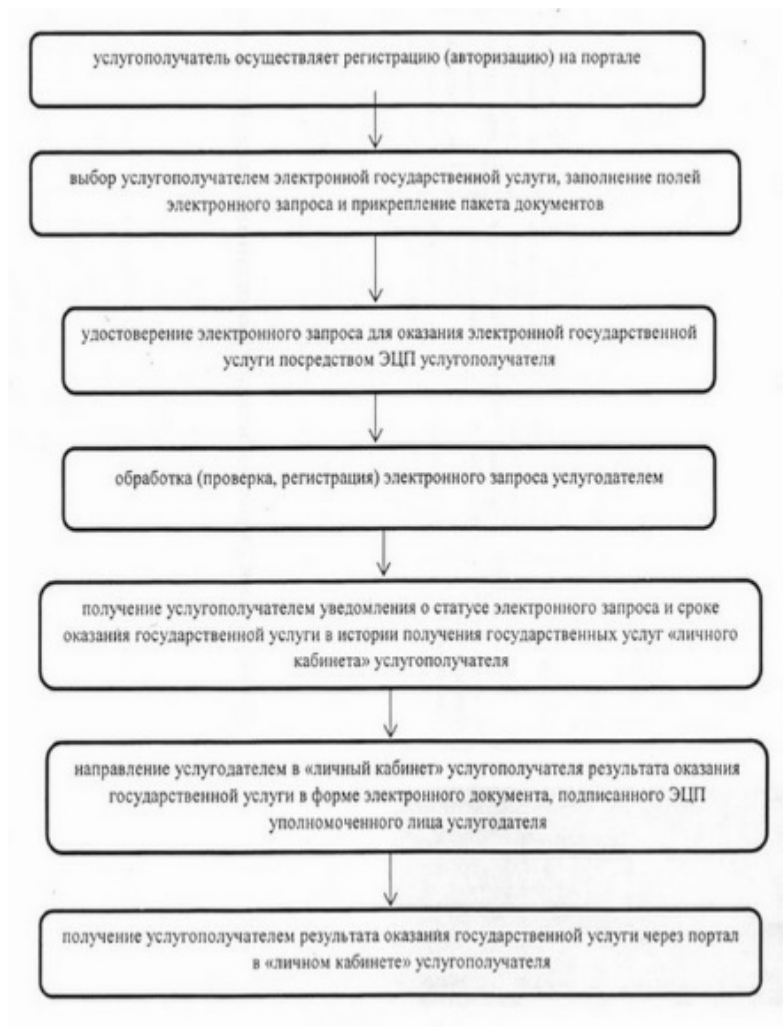 услугополучатель осуществляет регистрацию (авторизацию) на портале
выбор услугополучателем электронной государственной услуги, заполнение полей
электронного запроса и прикрепление пакета документов
удостоверение электронного запроса для оказания электронной государственной
услуги посредством ЭЦП услугополучателя
обработка (проверка, регистрация) электронного запроса услугодателем
получение услугополучателем уведомления о статусе электронного запроса и сроке
оказания государственной услуги в истории получения государственных услуг «личного
кабинета» услугополучателя
направление услугодателем в «личный кабинет» услугополучателя результата оказания
государственной услуги в форме электронного документа, подписанного ЭЦП
уполномоченного лица услугодателя
получение услугополучателем результата оказания государственной услуги через портал
в «личном кабинете» услугополучателя